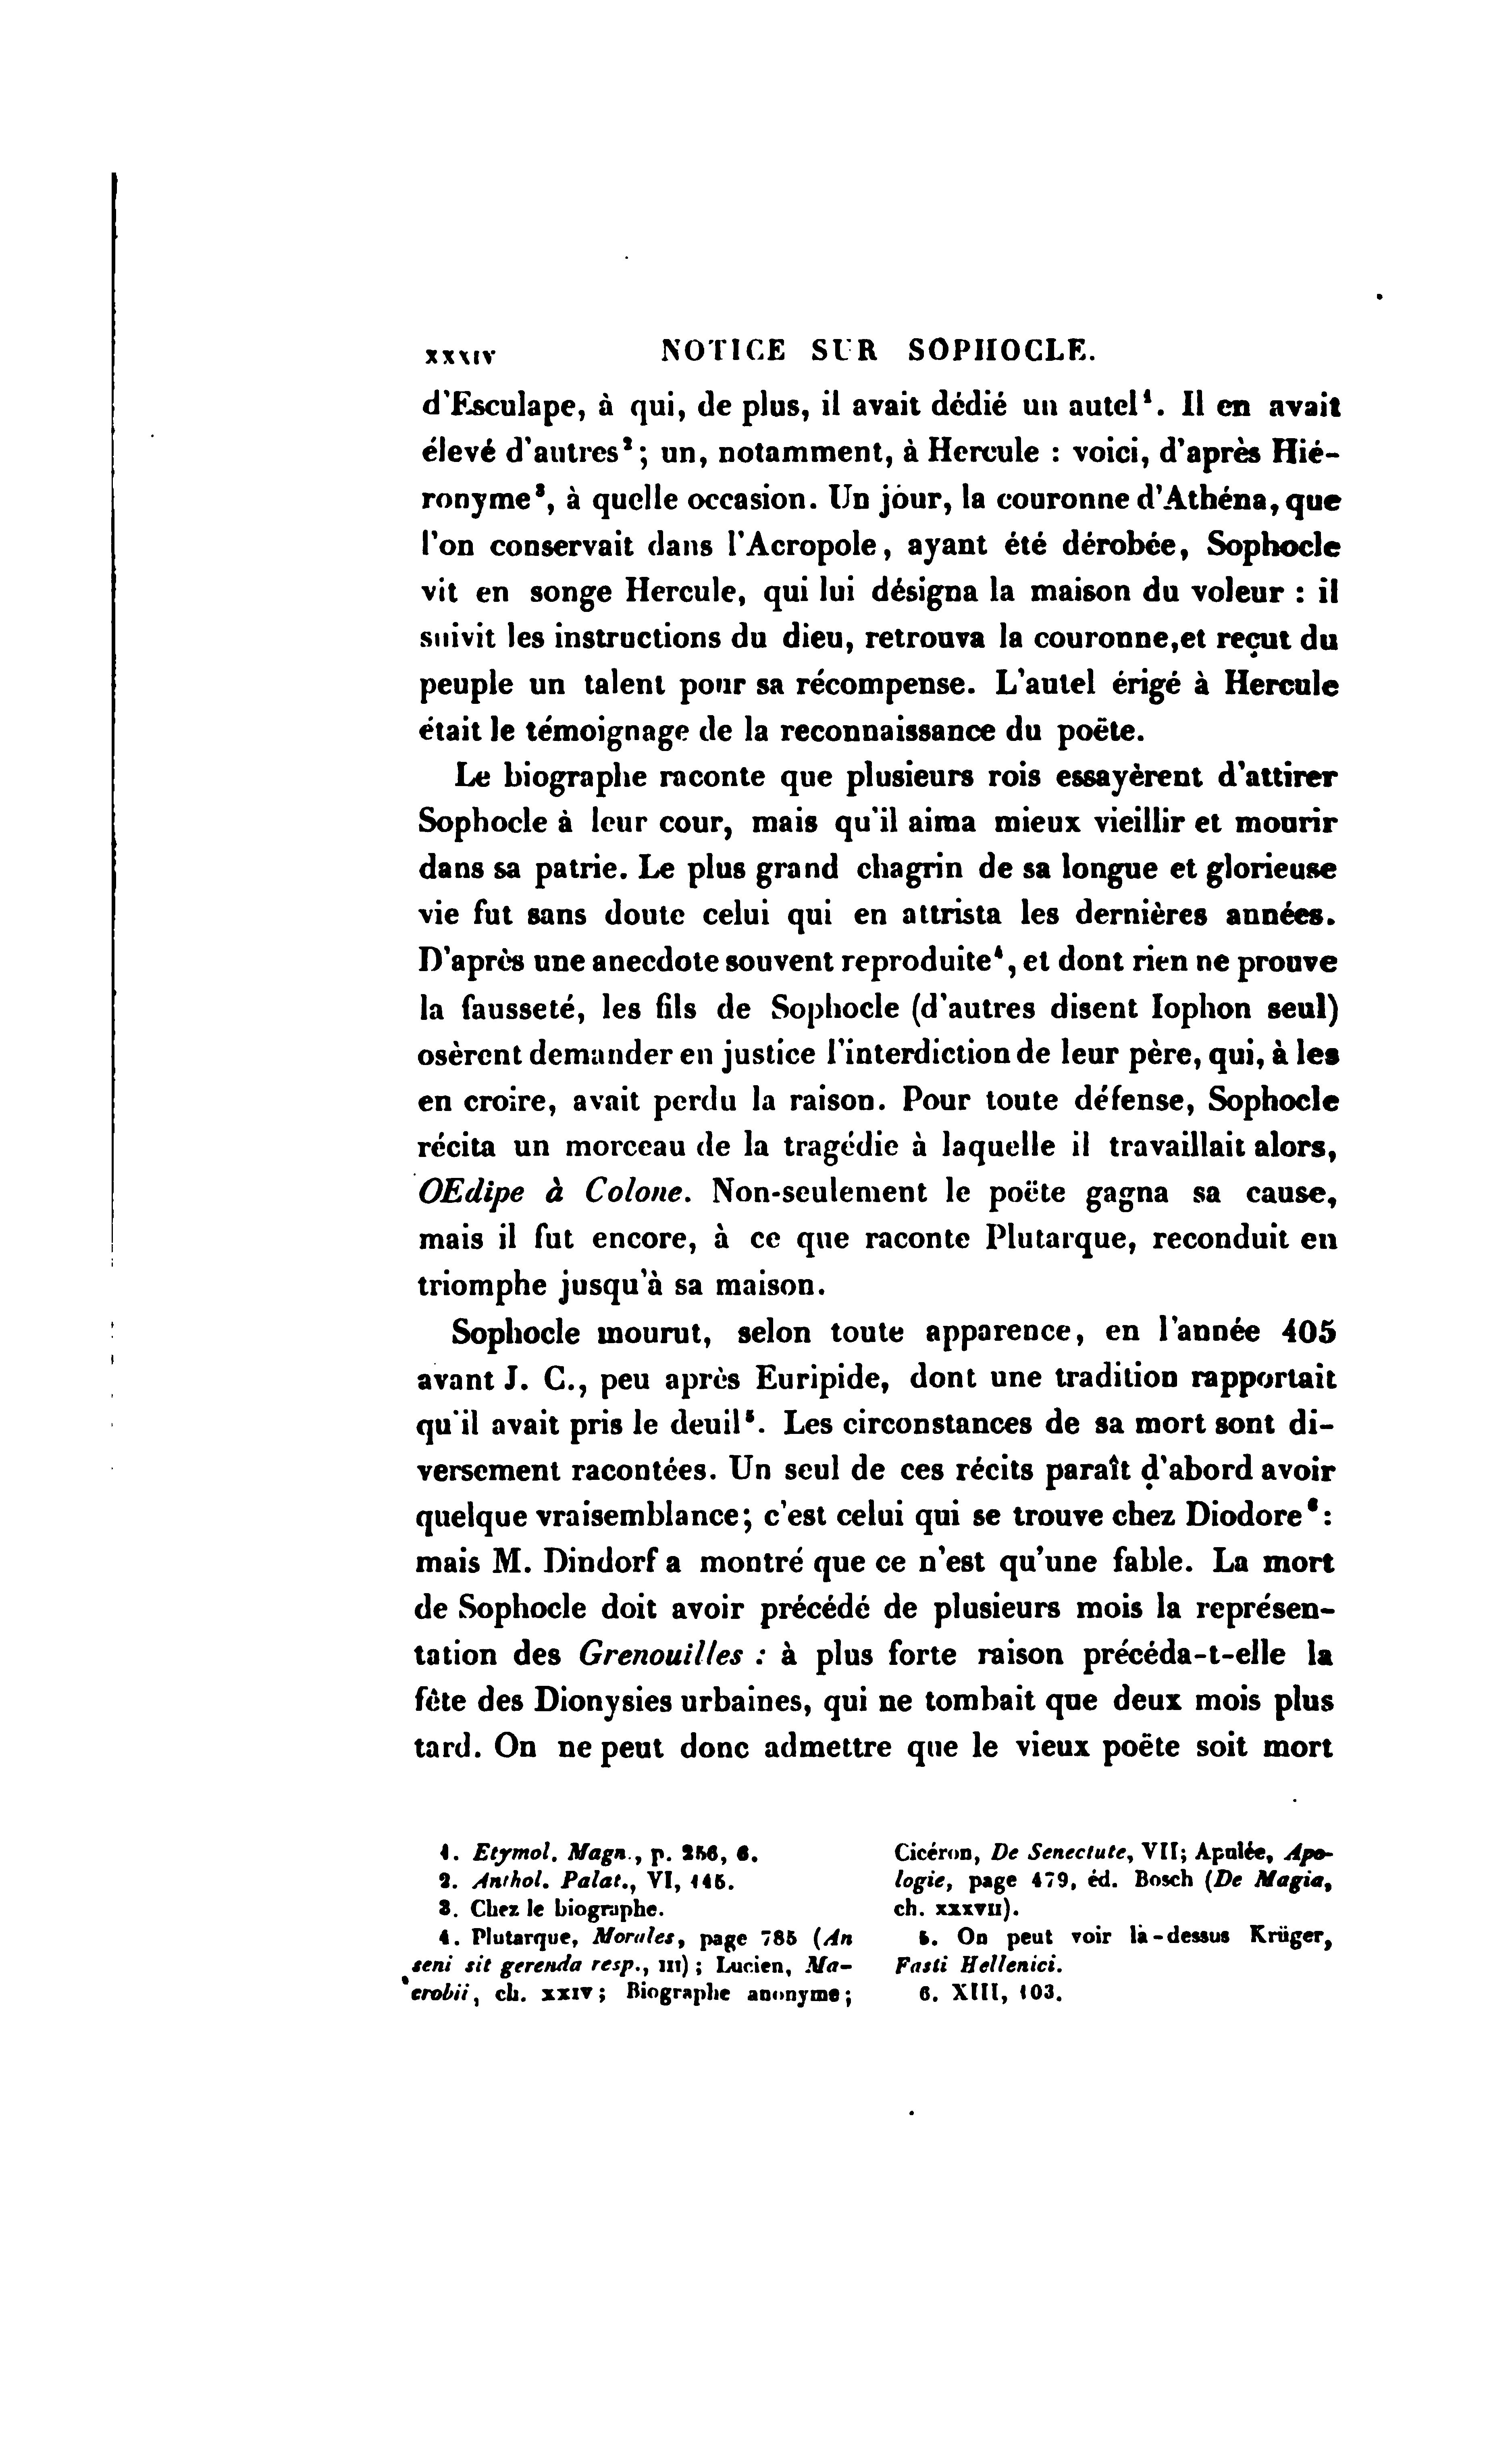 xxxiv NOTICE SUR SOPHOCLE.
d'Esculape, à qui, de plus, il avait dédié un autel¹. Il en avait
élevé d'autres²; un, notamment, à Hercule : voici, d'après Hié-
ronyme³, à quelle occasion. Un jour, la couronne d'Athéna, que
l'on conservait dans l'Acropole, ayant été dérobée, Sophocle
vit en songe Hercule, qui lui désigna la maison du voleur : il
suivit les instructions du dieu, retrouva la couronne, et reçut du
peuple un talent pour sa récompense. L'autel érigé à Hercule
était le témoignage de la reconnaissance du poëte.
Le biographe raconte que plusieurs rois essayèrent d'attirer
Sophocle à leur cour, mais qu'il aima mieux vieillir et mourir
dans sa patrie. Le plus grand chagrin de sa longue et glorieuse
vie fut sans doute celui qui en attrista les dernières années.
D'après une anecdote souvent reproduite⁴, et dont rien ne prouve
la fausseté, les fils de Sophocle (d'autres disent Iophon seul)
osèrent demander en justice l'interdiction de leur père, qui, à les
en croire, avait perdu la raison. Pour toute défense, Sophocle
récita un morceau de la tragédie à laquelle il travaillait alors,
OEdipe à Colone. Non-seulement le poëte gagna sa cause,
mais il fut encore, à ce que raconte Plutarque, reconduit en
triomphe jusqu'à sa maison.
Sophocle mourut, selon toute apparence, en l'année 405
avant J. C., peu après Euripide, dont une tradition rapportait
qu'il avait pris le deuil⁵. Les circonstances de sa mort sont di-
versement racontées. Un seul de ces récits paraît d'abord avoir
quelque vraisemblance; c'est celui qui se trouve chez Diodore⁶:
mais M. Dindorf a montré que ce n'est qu'une fable. La mort
de Sophocle doit avoir précédé de plusieurs mois la représen-
tation des Grenouilles : à plus forte raison précéda-t-elle la
fête des Dionysies urbaines, qui ne tombait que deux mois plus
tard. On ne peut donc admettre que le vieux poëte soit mort
1. Etymol. Magn., p. 256, 6.
2. Anthol. Palat., VI, 145.
3. Chez le biographe.
4. Plutarque, Morales, page 785 (An
seni sit gerenda resp., III) ; Lucien, Ma-
crobii, ch. XXIV ; Biographe anonyme ;
Cicéron, De Senectute, VII; Apulée, Apo-
logie, page 479, éd. Bosch (De Magia,
ch. XXXVII).
5. On peut voir là-dessus Krüger,
Fasti Hellenici.
6. XIII, 103.